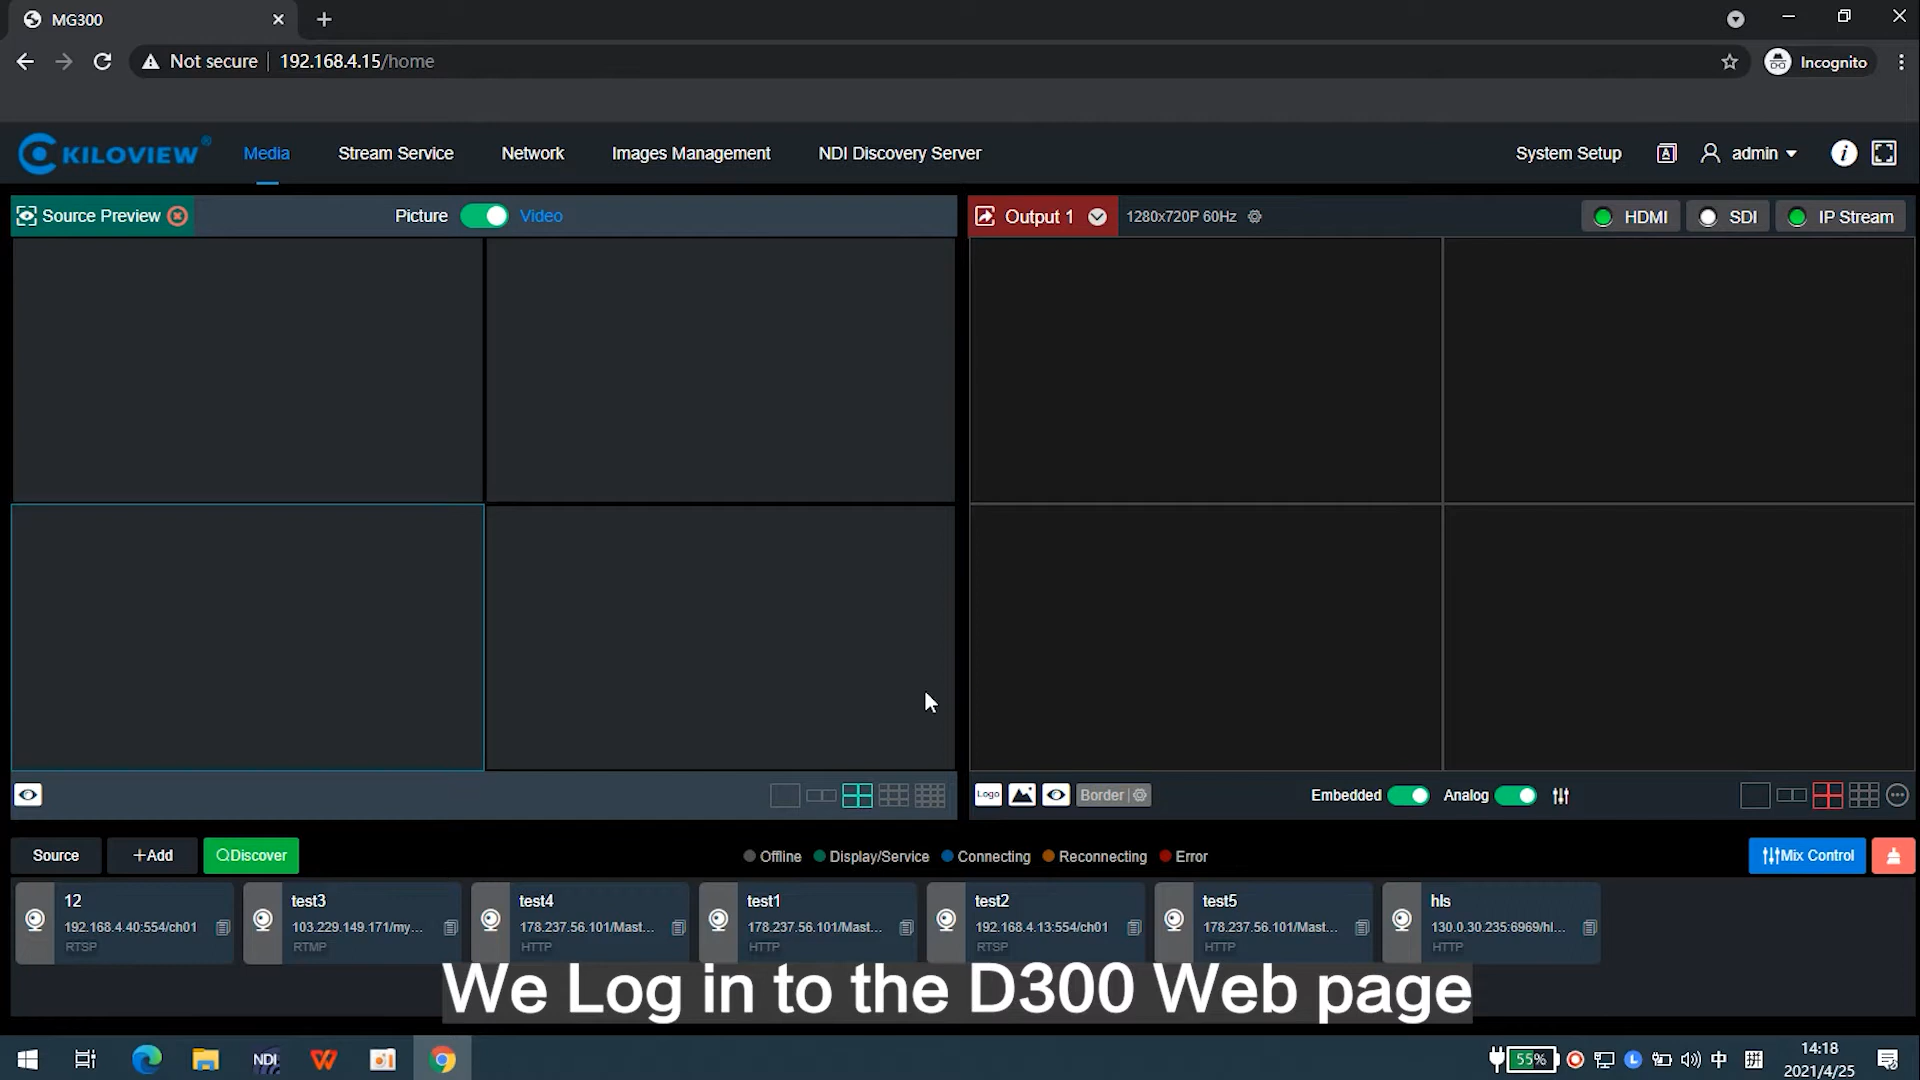 MG300
Not secure
192.168.4.15/home
Incognito
KILOVIEW®
Media
Stream Service
Network
Images Management
NDI Discovery Server
System Setup
A
admin
i
Source Preview
Picture
Video
Output 1
1280x720P 60Hz
HDMI
SDI
IP Stream
Logo
Border
Embedded
Analog
Source
+Add
Discover
Offline
Display/Service
Connecting
Reconnecting
Error
Mix Control
12
192.168.4.40:554/ch01
RTSP
test3
103.229.149.171/my...
RTMP
test4
178.237.56.101/Mast...
HTTP
test1
178.237.56.101/Mast...
HTTP
test2
192.168.4.13:554/ch01
RTSP
test5
178.237.56.101/Mast...
HTTP
hls
130.0.30.235:6969/hl...
HTTP
We Log in to the D300 Web page
NDI
55%
中
拼
14:18
2021/4/25